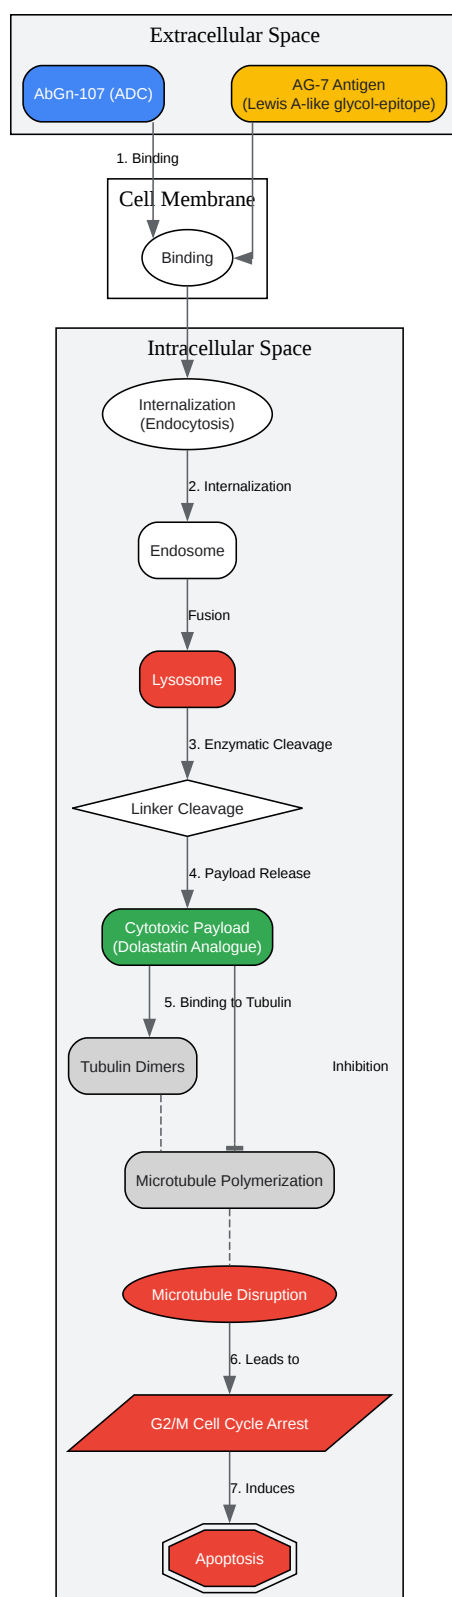 Extracellular Space
AbGn-107 (ADC)
AG-7 Antigen
(Lewis A-like glycol-epitope)
1. Binding
Cell Membrane
Binding
Intracellular Space
Internalization
(Endocytosis)
2. Internalization
Endosome
Fusion
Lysosome
3. Enzymatic Cleavage
Linker Cleavage
4. Payload Release
Cytotoxic Payload
(Dolastatin Analogue)
5. Binding to Tubulin
Tubulin Dimers
Inhibition
Microtubule Polymerization
Microtubule Disruption
6. Leads to
G2/M Cell Cycle Arrest
7. Induces
Apoptosis